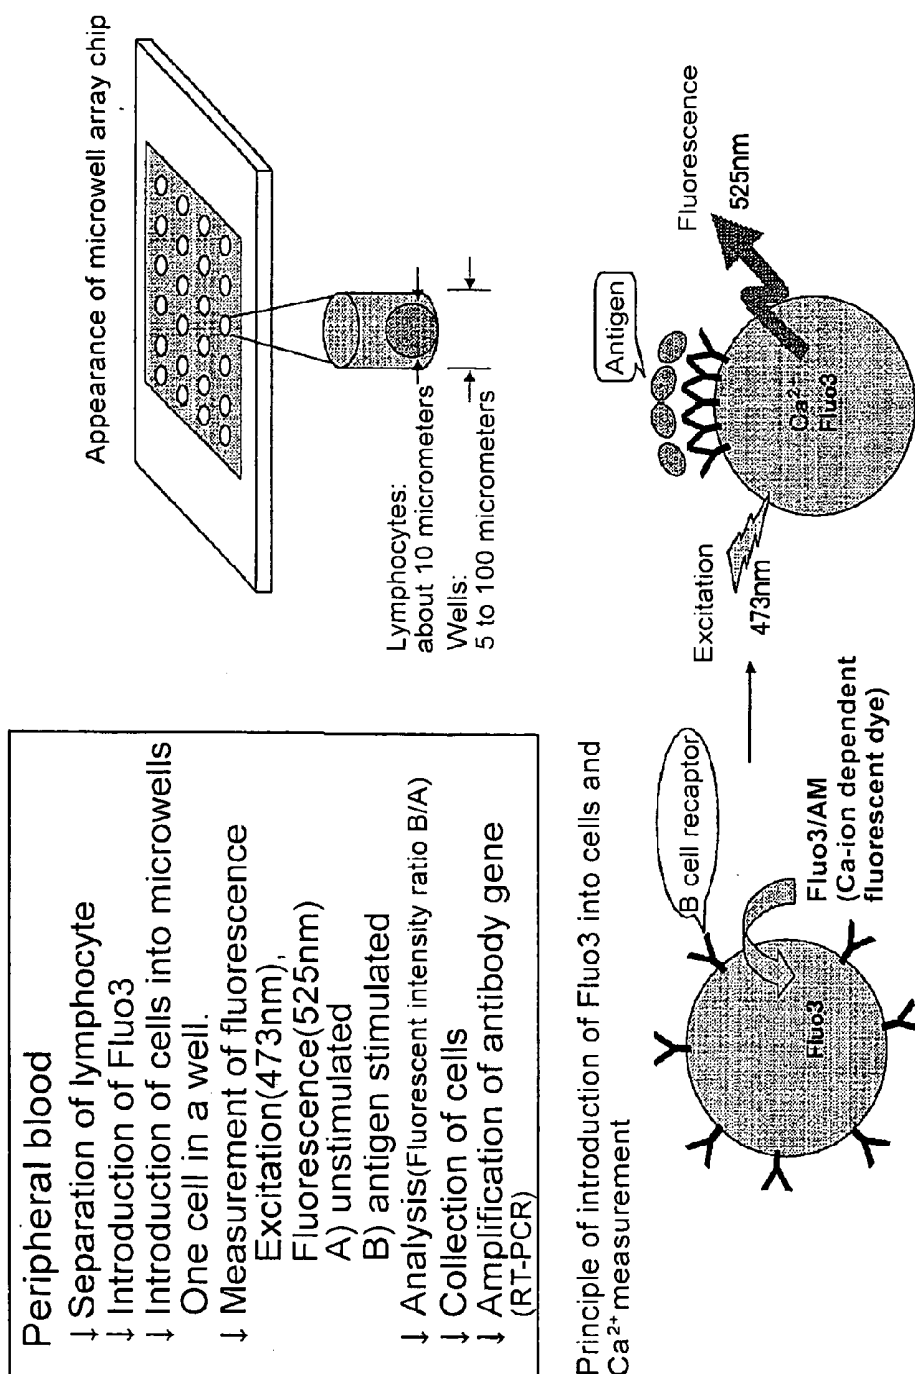 Peripheral blood
↓ Separation of lymphocyte
↓ Introduction of Fluo3
↓ Introduction of cells into microwells
One cell in a well.
↓ Measurement of fluorescence
Excitation(473nm),
Fluorescence(525nm)
A) unstimulated
B) antigen stimulated
↓ Analysis(Fluorescent intensity ratio B/A)
↓ Collection of cells
↓ Amplification of antibody gene
(RT-PCR)
Appearance of microwell array chip
Lymphocytes:
about 10 micrometers
Wells:
5 to 100 micrometers
Principle of introduction of Fluo3 into cells and
Ca²⁺ measurement
B cell recaptor
Fluo3
Fluo3/AM
(Ca-ion dependent
fluorescent dye)
Excitation
473nm
Antigen
Ca²⁺
Fluo3
Fluorescence
525nm